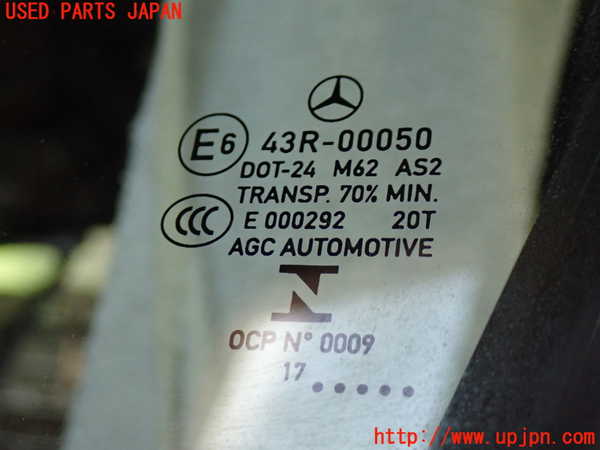 USED PARTS JAPAN
E6 43R-00050
DOT-24 M62 AS2
TRANSP. 70% MIN.
CCC E 000292 20T
AGC AUTOMOTIVE
N
OCP N° 0009
17 .....
http://www.upjpn.com/